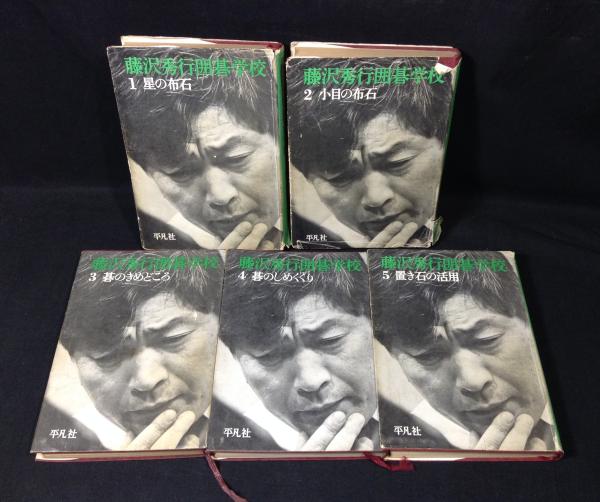 藤沢秀行囲碁学校
1 星の布石
平凡社
藤沢秀行囲碁学校
2 小目の布石
平凡社
藤沢秀行囲碁学校
3 碁のきめどころ
平凡社
藤沢秀行囲碁学校
4 碁のしめくくり
平凡社
藤沢秀行囲碁学校
5 置き石の活用
平凡社